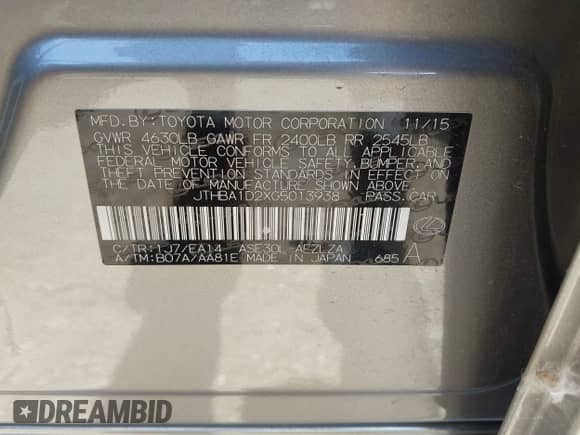 MFD. BY: TOYOTA MOTOR CORPORATION 11/15
GVWR 4630LB GAWR FR 2400LB RR 2545LB
THIS VEHICLE CONFORMS TO ALL APPLICABLE
FEDERAL MOTOR VEHICLE SAFETY, BUMPER, AND
THEFT PREVENTION STANDARDS IN EFFECT ON
THE DATE OF MANUFACTURE SHOWN ABOVE.
JTHBA1D2XG5013938 PASS. CAR
C/TR: 1J7/EA14 ASE30L-AEZLZA
A/TM: B07A/AA81E MADE IN JAPAN 685 A
DREAMBID